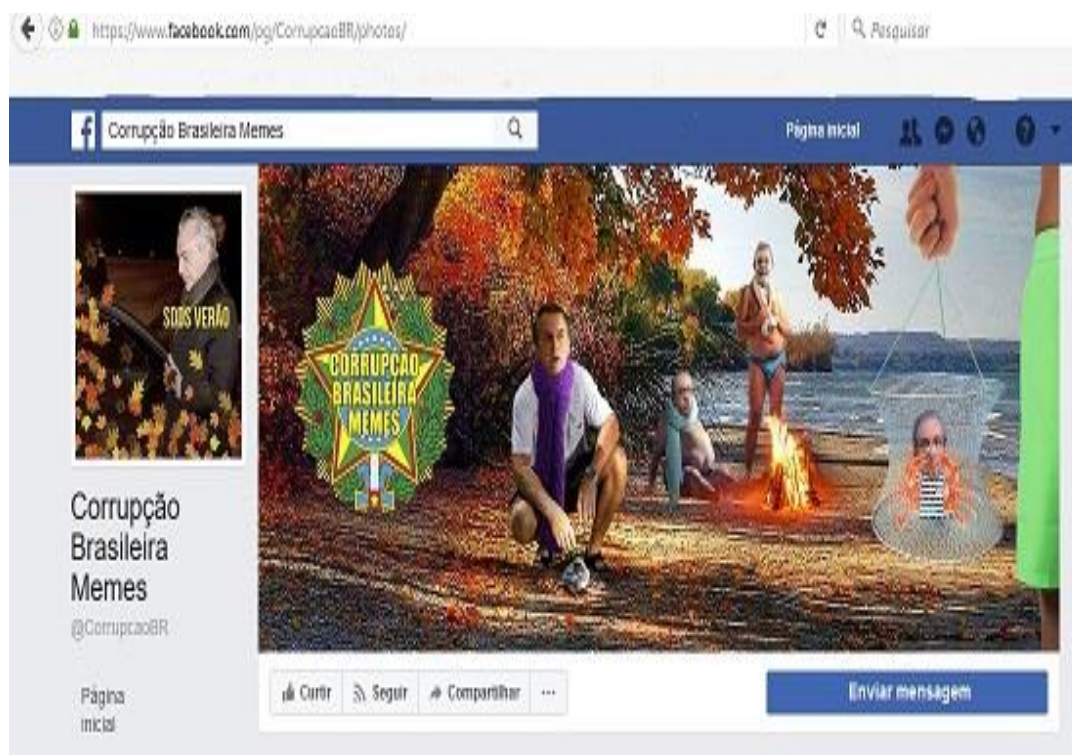 https://www.facebook.com/pg/CorrupcaoBR/photos/
Pesquisar
Corrupção Brasileira Memes
Página inicial
SDDS VERÃO
CORRUPÇÃO
BRASILEIRA
MEMES
Corrupção
Brasileira
Memes
@CorrupcaoBR
Página
inicial
Curtir Seguir Compartilhar ...
Enviar mensagem